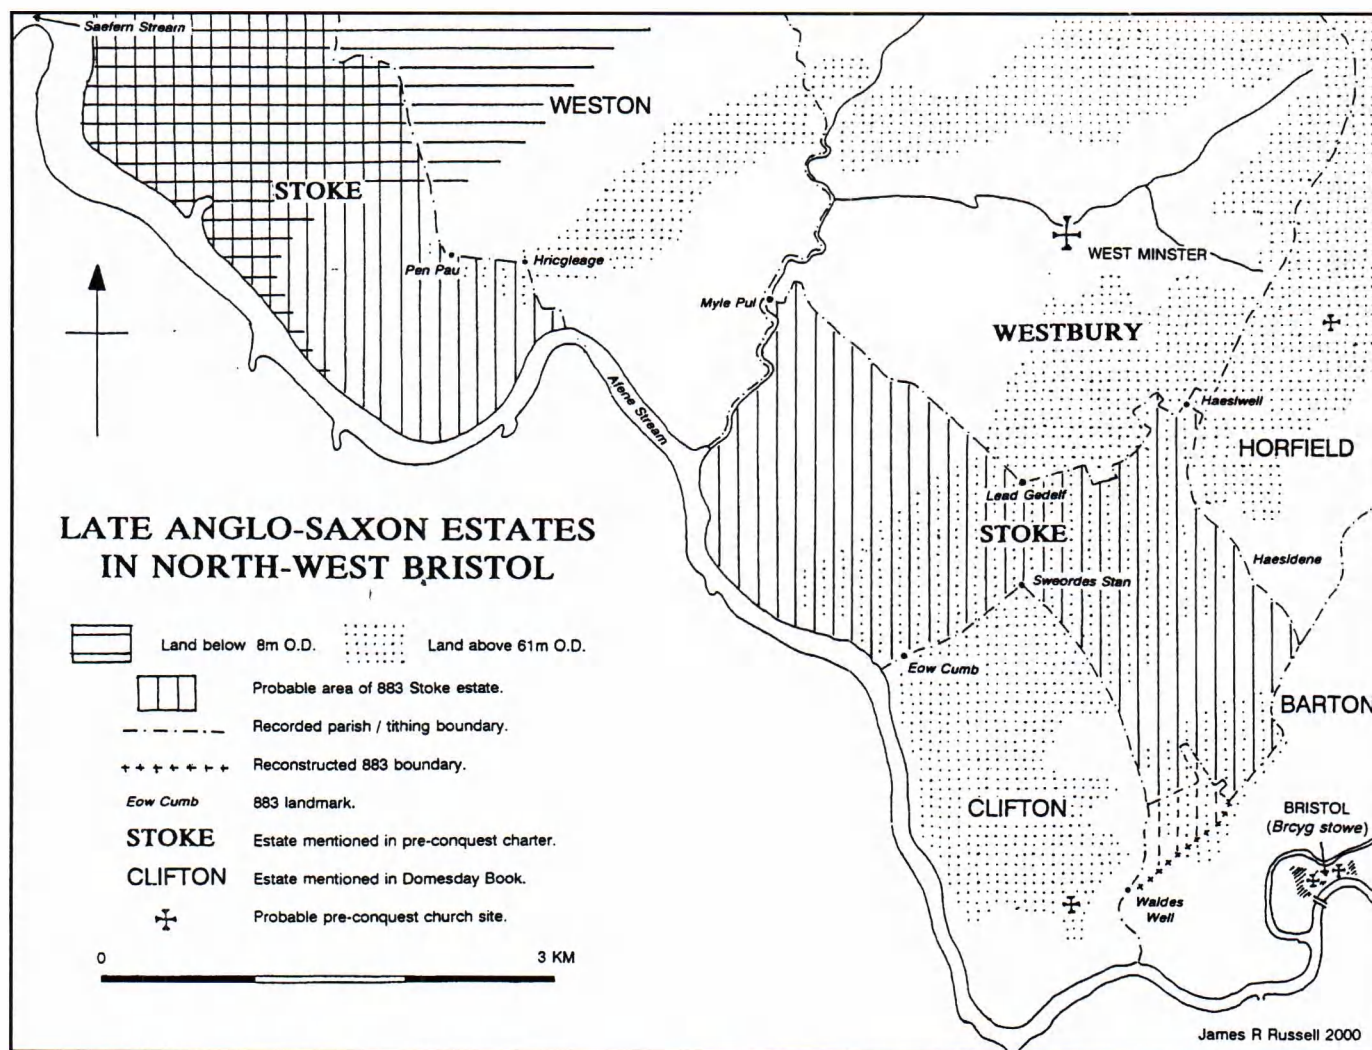 Saefern Stream
WESTON
STOKE
Pen Pau
Hricgleage
Myle Pul
WEST MINSTER
WESTBURY
Afene Stream
Haeslwell
HORFIELD
Lead Gedelf
STOKE
Haesldene
Sweordes Stan
Eow Cumb
BARTON
CLIFTON
BRISTOL
(Brcyg stowe)
Waldes
Well
LATE ANGLO-SAXON ESTATES
IN NORTH-WEST BRISTOL
Land below 8m O.D.
Land above 61m O.D.
Probable area of 883 Stoke estate.
Recorded parish / tithing boundary.
Reconstructed 883 boundary.
Eow Cumb 883 landmark.
STOKE Estate mentioned in pre-conquest charter.
CLIFTON Estate mentioned in Domesday Book.
Probable pre-conquest church site.
0 3 KM
James R Russell 2000